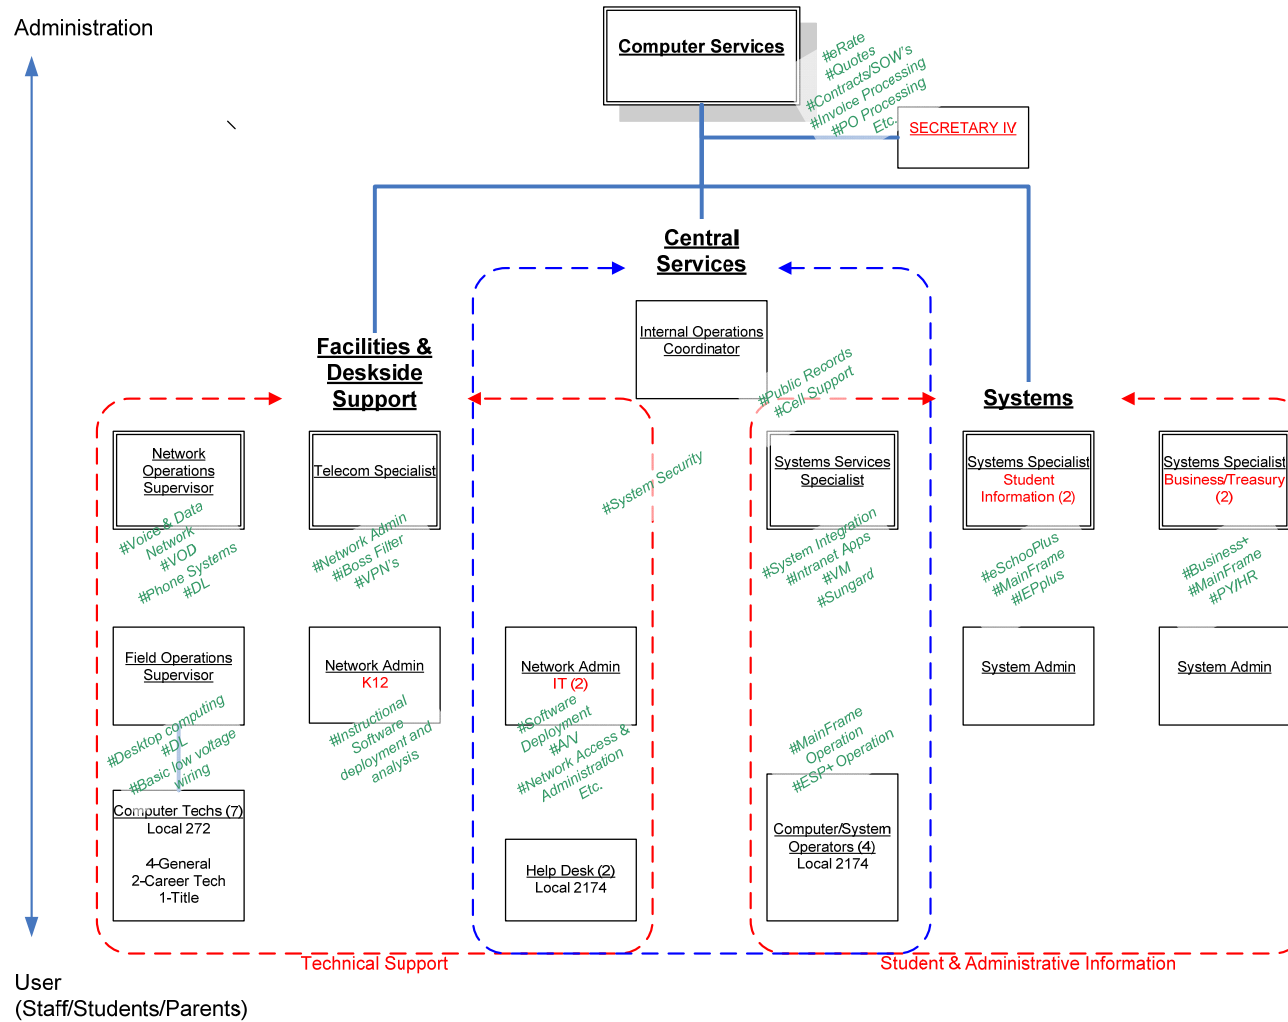 Administration
Computer Services
#eRate
#Quotes
#Contracts/SOW's
#Invoice Processing
#PO Processing
Etc.
SECRETARY IV
Central
Services
Internal Operations
Coordinator
Facilities &
Deskside
Support
#Public Records
#Cell Support
Systems
Network
Operations
Supervisor
Telecom Specialist
#System Security
Systems Services
Specialist
Systems Specialist
Student
Information (2)
Systems Specialist
Business/Treasury
(2)
#Voice & Data
Network
#VOD
#Phone Systems
#DL
#Network Admin
#iBoss Filter
#VPN's
#System Integration
#Intranet Apps
#VM
#Sungard
#eSchooPlus
#MainFrame
#IEPplus
#Business+
#MainFrame
#PY/HR
Field Operations
Supervisor
Network Admin
K12
Network Admin
IT (2)
System Admin
System Admin
#Desktop computing
#DL
#Basic low voltage
wiring
#Instructional
Software
deployment and
analysis
#Software
Deployment
#A/V
#Network Access &
Administration
Etc.
#MainFrame
Operation
#ESP+ Operation
Computer Techs (7)
Local 272
4-General
2-Career Tech
1-Title
Help Desk (2)
Local 2174
Computer/System
Operators (4)
Local 2174
Technical Support
Student & Administrative Information
User
(Staff/Students/Parents)